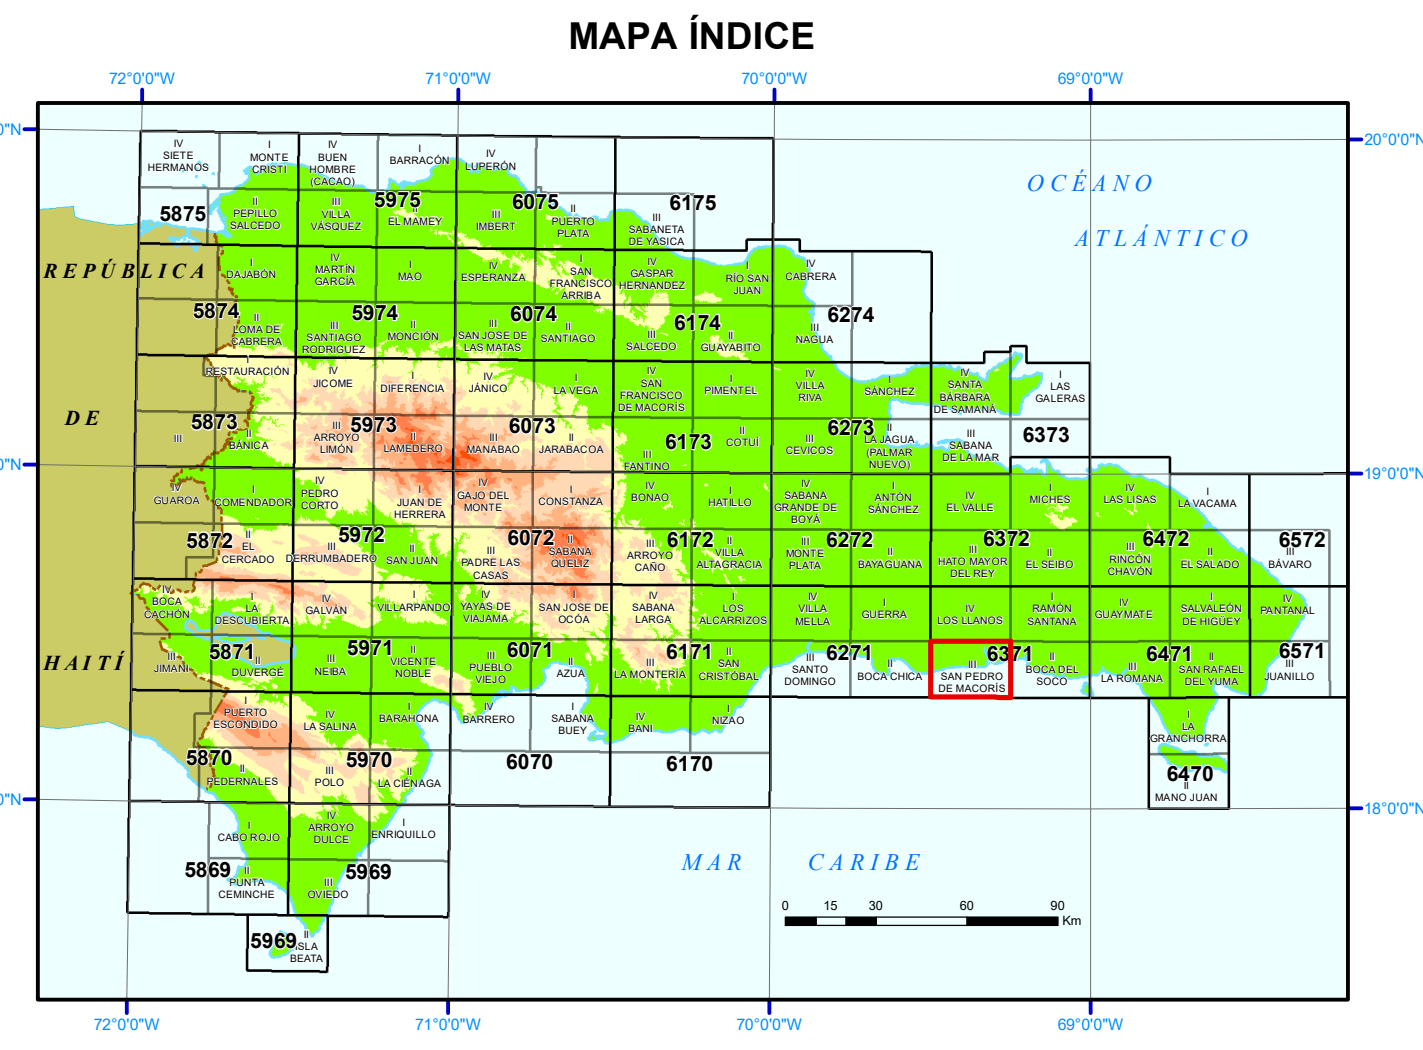 MAPA ÍNDICE
72°0'0"W
71°0'0"W
70°0'0"W
69°0'0"W
0"N
20°0'0"N
OCÉANO
ATLÁNTICO
IV
SIETE
HERMANOS
I
MONTE
CRISTI
IV
BUEN
HOMBRE
(CACAO)
I
BARRACÓN
IV
LUPERÓN
5875
II
PEPILLO
SALCEDO
III
VILLA
VÁSQUEZ
5975
II
EL MAMEY
III
IMBERT
6075
II
PUERTO
PLATA
III
SABANETA
DE YASICA
6175
REPÚBLICA
I
DAJABÓN
IV
MARTÍN
GARCÍA
I
MAO
IV
ESPERANZA
I
SAN
FRANCISCO
ARRIBA
IV
GASPAR
HERNANDEZ
I
RÍO SAN
JUAN
IV
CABRERA
5874
II
LOMA DE
CABRERA
III
SANTIAGO
RODRIGUEZ
5974
II
MONCIÓN
III
SAN JOSE DE
LAS MATAS
6074
II
SANTIAGO
III
SALCEDO
6174
II
GUAYABITO
III
NAGUA
6274
I
RESTAURACIÓN
IV
JICOME
I
DIFERENCIA
IV
JÁNICO
I
LA VEGA
IV
SAN
FRANCISCO
DE MACORÍS
I
PIMENTEL
IV
VILLA
RIVA
I
SÁNCHEZ
IV
SANTA
BÁRBARA
DE SAMANÁ
I
LAS
GALERAS
DE
III
5873
II
BÁNICA
III
ARROYO
LIMÓN
5973
II
LAMEDERO
III
MANABAO
6073
II
JARABACOA
III
FANTINO
6173
II
COTUÍ
III
CEVICOS
6273
II
LA JAGUA
(PALMAR
NUEVO)
III
SABANA
DE LA MAR
6373
0"N
19°0'0"N
IV
GUAROA
I
COMENDADOR
IV
PEDRO
CORTO
I
JUAN DE
HERRERA
IV
GAJO DEL
MONTE
I
CONSTANZA
IV
BONAO
I
HATILLO
IV
SABANA
GRANDE DE
BOYÁ
I
ANTÓN
SÁNCHEZ
IV
EL VALLE
I
MICHES
IV
LAS LISAS
I
LA VACAMA
5872
II
EL
CERCADO
III
DERRUMBADERO
5972
II
SAN JUAN
III
PADRE LAS
CASAS
6072
II
SABANA
QUELIZ
III
ARROYO
CAÑO
6172
II
VILLA
ALTAGRACIA
III
MONTE
PLATA
6272
II
BAYAGUANA
III
HATO MAYOR
DEL REY
6372
II
EL SEIBO
III
RINCÓN
CHAVÓN
6472
II
EL SALADO
6572
III
BÁVARO
IV
BOCA
CACHÓN
I
LA
DESCUBIERTA
IV
GALVÁN
I
VILLARPANDO
IV
YAYAS DE
VIAJAMA
I
SAN JOSE DE
OCÓA
IV
SABANA
LARGA
I
LOS
ALCARRIZOS
IV
VILLA
MELLA
I
GUERRA
IV
LOS LLANOS
I
RAMÓN
SANTANA
IV
GUAYMATE
I
SALVALEÓN
DE HIGÜEY
IV
PANTANAL
HAITÍ
III
JIMANÍ
5871
II
DUVERGÉ
III
NEIBA
5971
II
VICENTE
NOBLE
III
PUEBLO
VIEJO
6071
II
AZUA
III
LA MONTERÍA
6171
II
SAN
CRISTÓBAL
III
SANTO
DOMINGO
6271
II
BOCA CHICA
III
SAN PEDRO
DE MACORÍS
6371
II
BOCA DEL
SOCO
III
LA ROMANA
6471
II
SAN RAFAEL
DEL YUMA
6571
III
JUANILLO
I
PUERTO
ESCONDIDO
IV
LA SALINA
I
BARAHONA
IV
BARRERO
I
SABANA
BUEY
IV
BANI
I
NIZAO
I
LA
GRANCHORRA
5870
II
PEDERNALES
III
POLO
5970
II
LA CIÉNAGA
6070
6170
6470
II
MANO JUAN
0"N
18°0'0"N
I
CABO ROJO
IV
ARROYO
DULCE
I
ENRIQUILLO
MAR CARIBE
5869
II
PUNTA
CEMINCHE
III
OVIEDO
5969
0 15 30 60 90
Km
5969
II
ISLA
BEATA
72°0'0"W
71°0'0"W
70°0'0"W
69°0'0"W